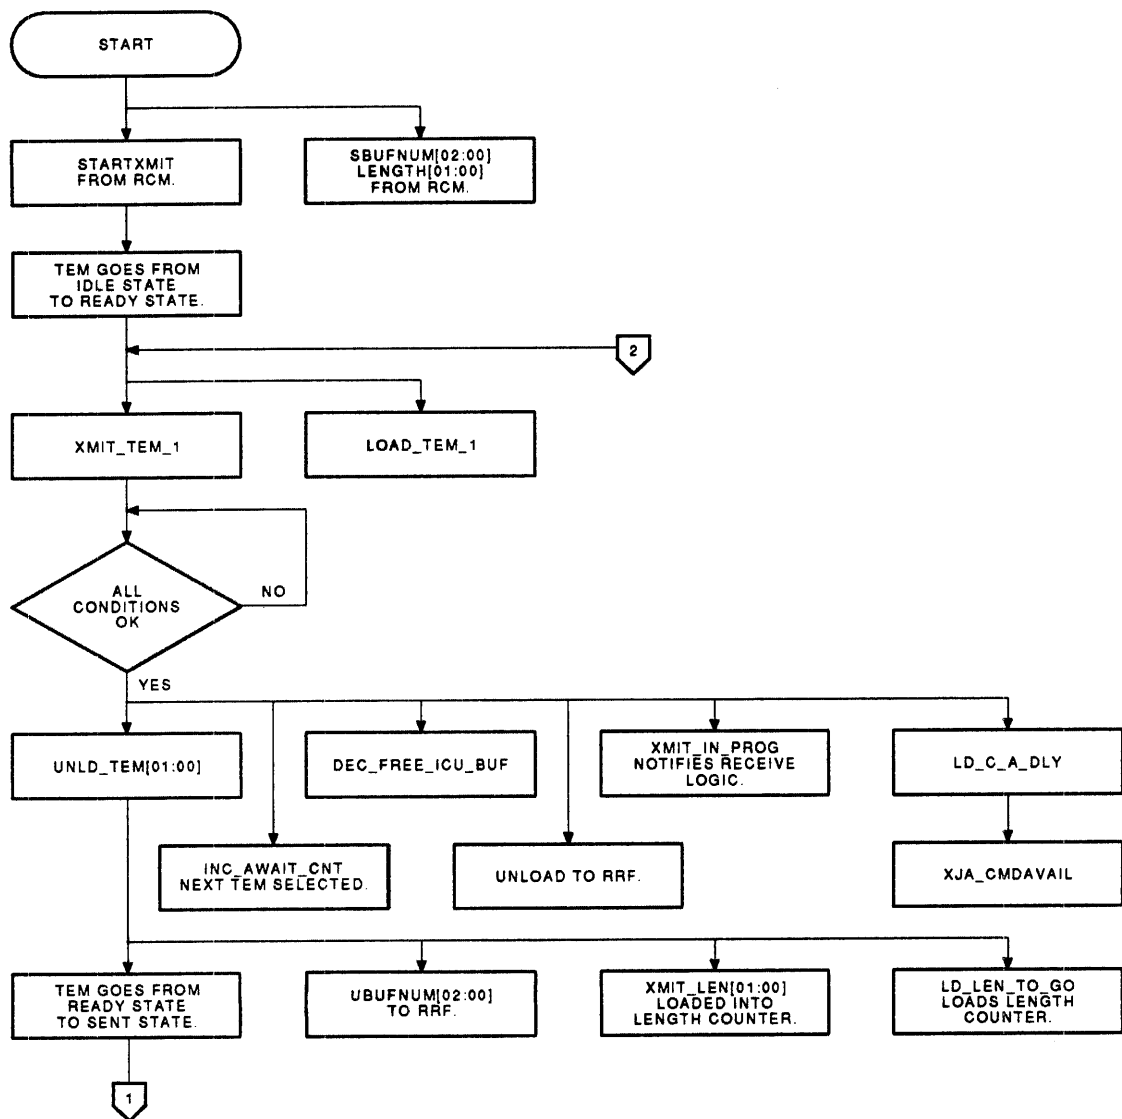 START
STARTXMIT
FROM RCM.
SBUFNUM[02:00]
LENGTH[01:00]
FROM RCM.
TEM GOES FROM
IDLE STATE
TO READY STATE.
2
XMIT_TEM_1
LOAD_TEM_1
ALL
CONDITIONS
OK
NO
YES
UNLD_TEM[01:00]
DEC_FREE_ICU_BUF
XMIT_IN_PROG
NOTIFIES RECEIVE
LOGIC.
LD_C_A_DLY
INC_AWAIT_CNT
NEXT TEM SELECTED.
UNLOAD TO RRF.
XJA_CMDAVAIL
TEM GOES FROM
READY STATE
TO SENT STATE.
UBUFNUM[02:00]
TO RRF.
XMIT_LEN[01:00]
LOADED INTO
LENGTH COUNTER.
LD_LEN_TO_GO
LOADS LENGTH
COUNTER.
1